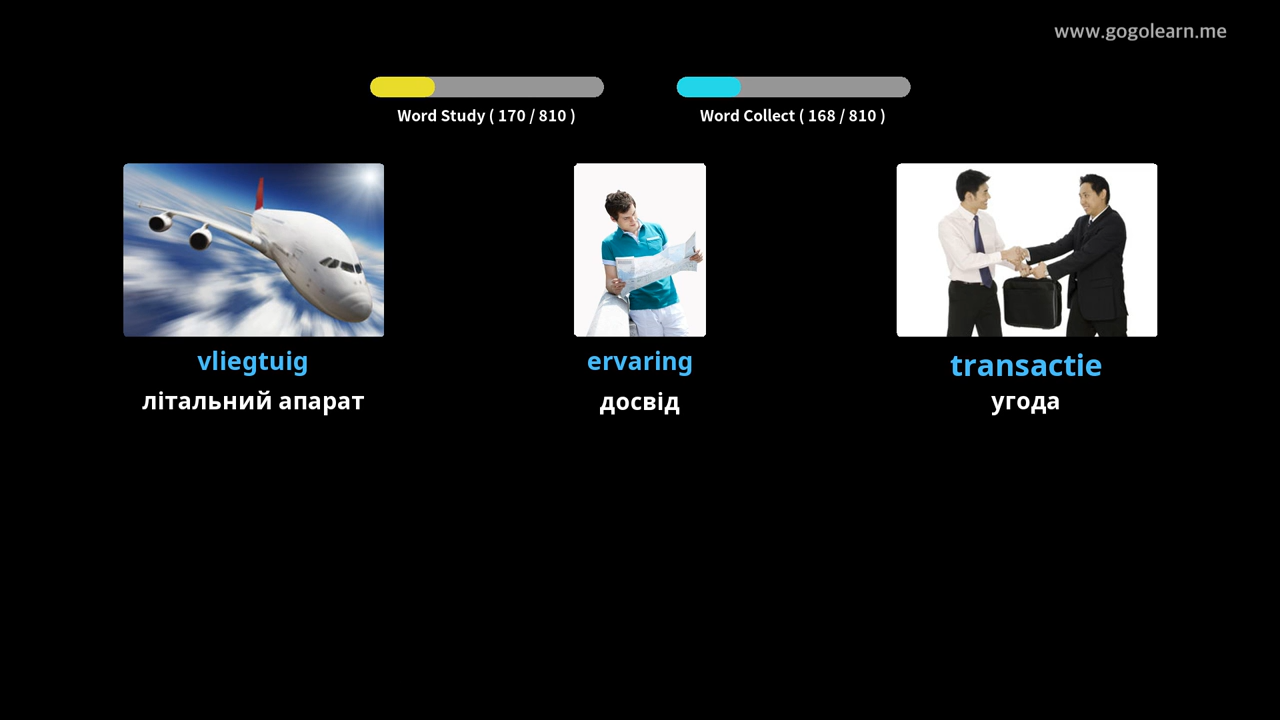 www.gogolearn.me
Word Study ( 170 / 810 )
Word Collect ( 168 / 810 )
vliegtuig
літальний апарат
ervaring
досвід
transactie
угода